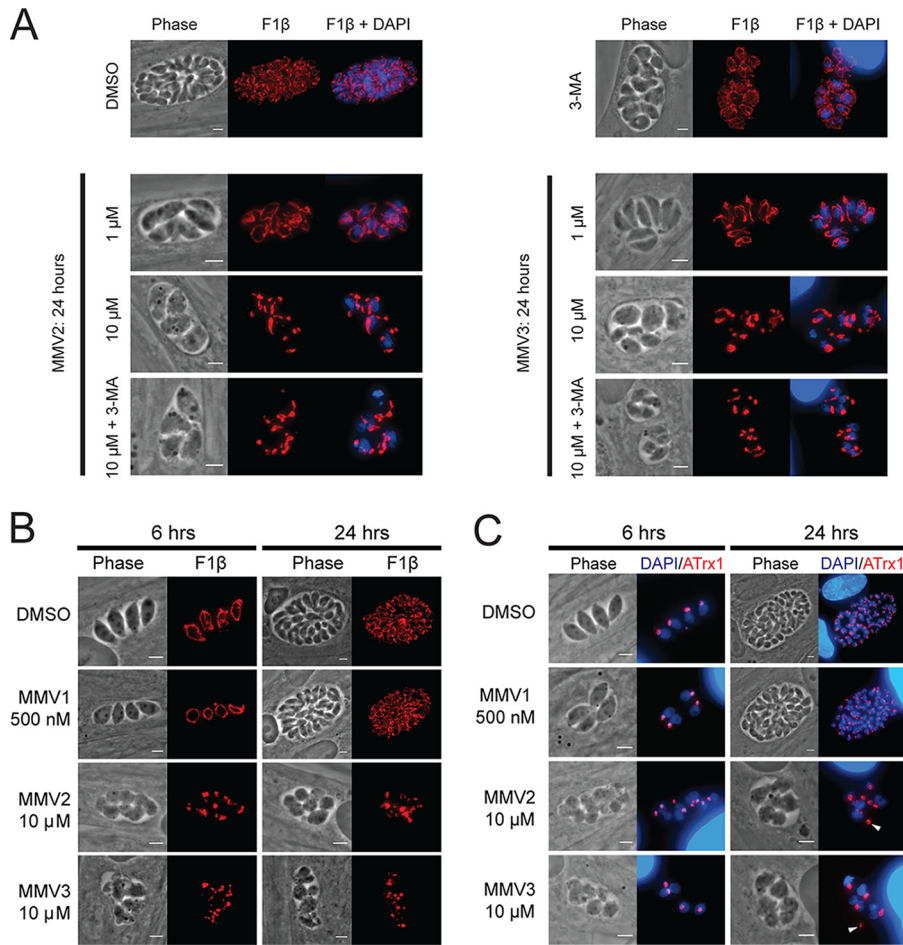 A
Phase F1β F1β + DAPI
DMSO
MMV2: 24 hours
1 µM
10 µM
10 µM + 3-MA
Phase F1β F1β + DAPI
3-MA
MMV3: 24 hours
1 µM
10 µM
10 µM + 3-MA
B
6 hrs 24 hrs
Phase F1β Phase F1β
DMSO
MMV1
500 nM
MMV2
10 µM
MMV3
10 µM
C
6 hrs 24 hrs
Phase DAPI/ATrx1 Phase DAPI/ATrx1
DMSO
MMV1
500 nM
MMV2
10 µM
MMV3
10 µM